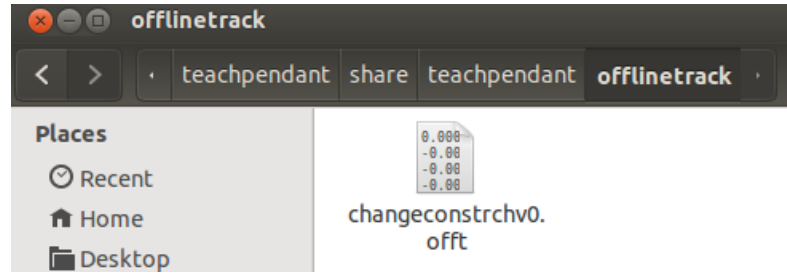 offlinetrack
teachpendant share teachpendant offlinetrack
Places
Recent
Home
Desktop
0.000
-0.00
-0.00
-0.00
changeconstrchv0.
offt